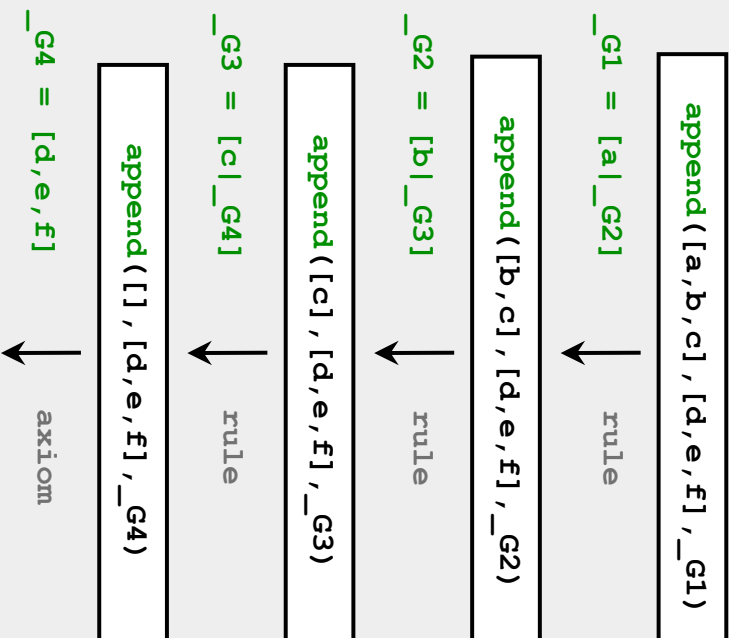 append([a,b,c],[d,e,f],_G1)
_G1 = [a|_G2]
rule
append([b,c],[d,e,f],_G2)
_G2 = [b|_G3]
rule
append([c],[d,e,f],_G3)
_G3 = [c|_G4]
rule
append([],[d,e,f],_G4)
_G4 = [d,e,f]
axiom